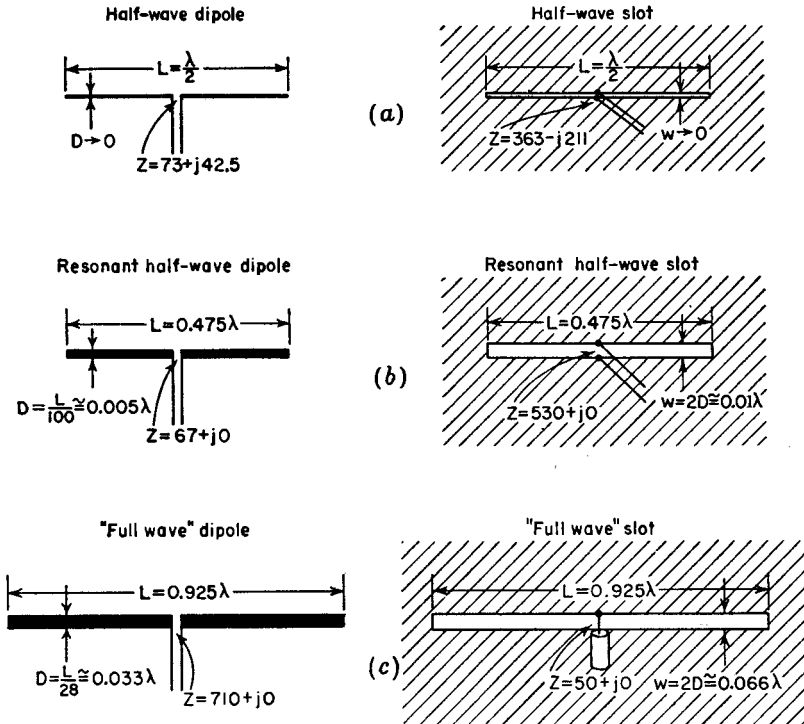 Half-wave dipole
Half-wave slot
L=λ/2
L=λ/2
(a)
D→0
Z=73+j42.5
Z=363-j211
w→0
Resonant half-wave dipole
Resonant half-wave slot
L=0.475λ
L=0.475λ
(b)
D=L/100≅0.005λ
Z=67+j0
Z=530+j0
w=2D≅0.01λ
"Full wave" dipole
"Full wave" slot
L=0.925λ
L=0.925λ
(c)
D=L/28≅0.033λ
Z=710+j0
Z=50+j0
w=2D≅0.066λ